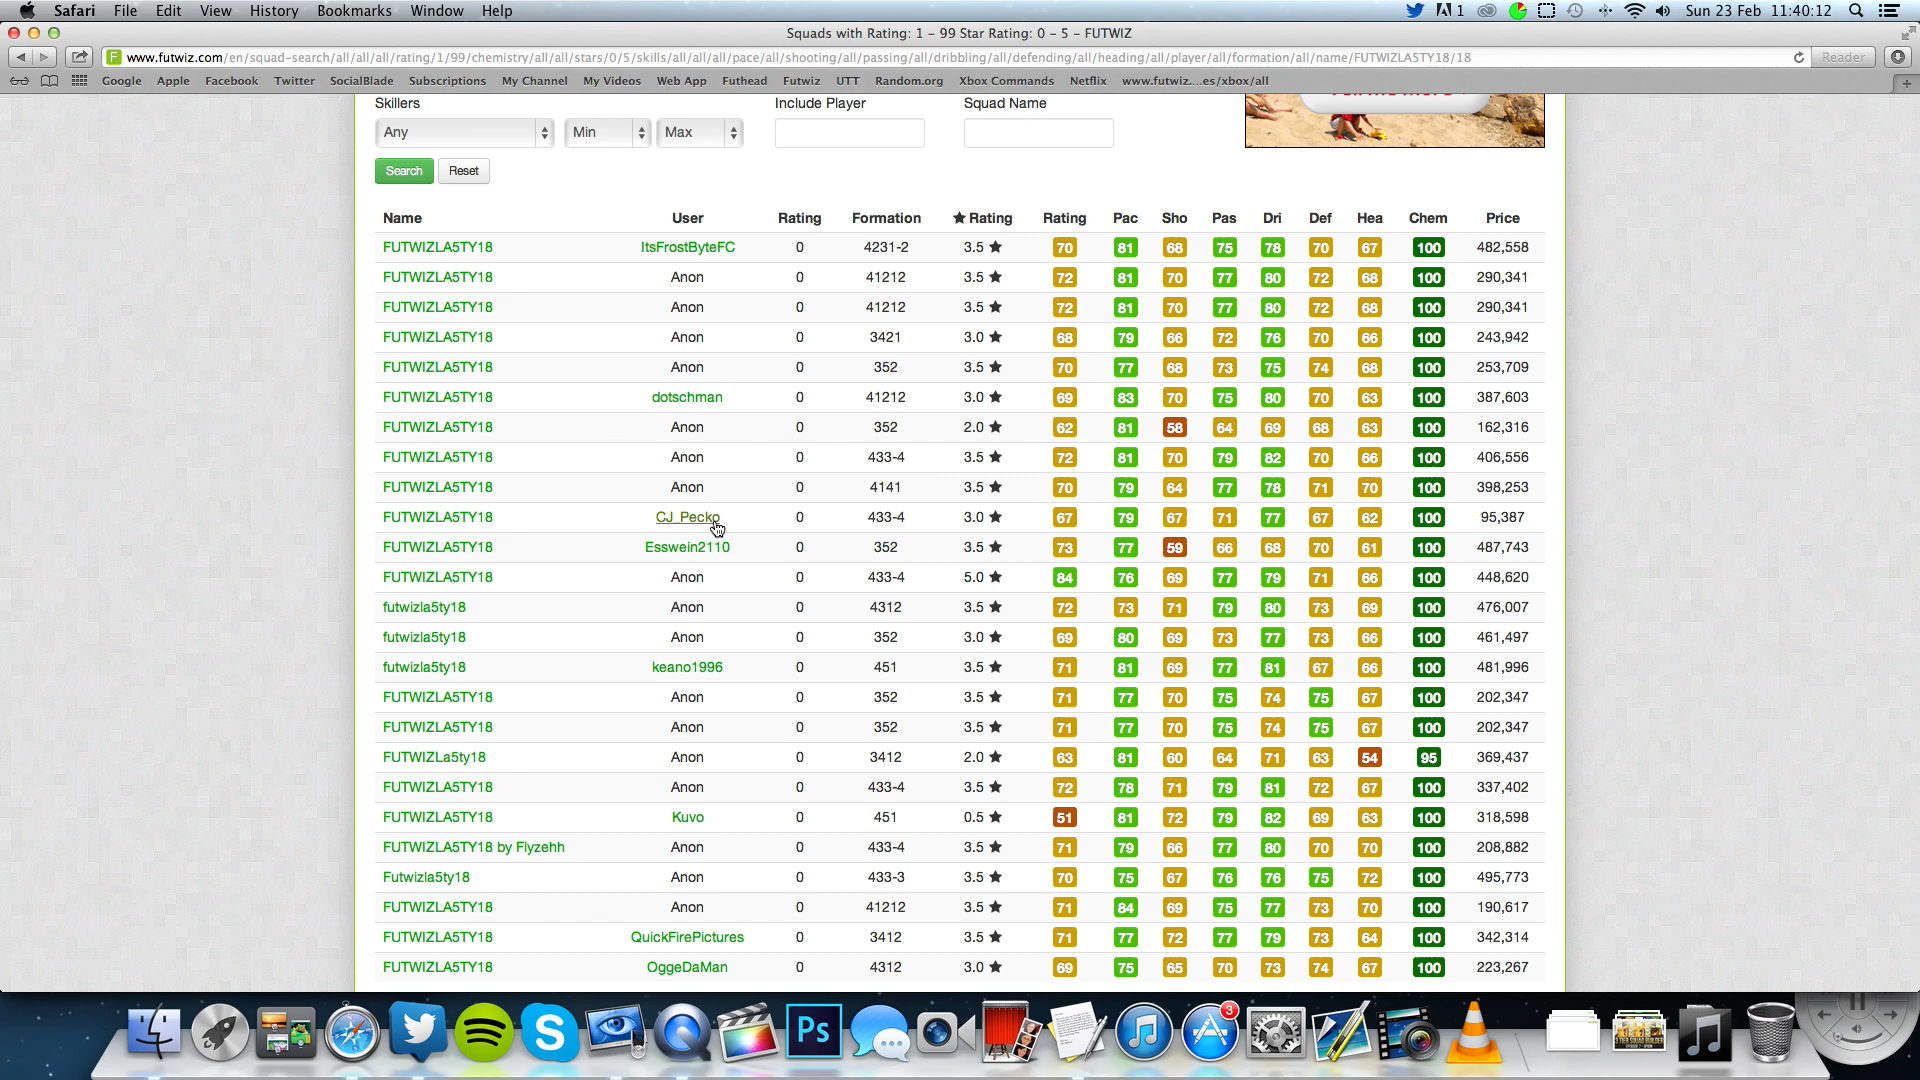 Safari File Edit View History Bookmarks Window Help 1 Sun 23 Feb 11:40:12
Squads with Rating: 1 – 99 Star Rating: 0 – 5 – FUTWIZ
www.futwiz.com/en/squad-search/all/all/all/rating/1/99/chemistry/all/all/stars/0/5/skills/all/all/all/pace/all/shooting/all/passing/all/dribbling/all/defending/all/heading/all/player/all/formation/all/name/FUTWIZLA5TY18/18 Reader
Google Apple Facebook Twitter SocialBlade Subscriptions My Channel My Videos Web App Futhead Futwiz UTT Random.org Xbox Commands Netflix www.futwiz....es/xbox/all
Skillers Include Player Squad Name
Any Min Max
Search Reset
Name User Rating Formation ★ Rating Rating Pac Sho Pas Dri Def Hea Chem Price
FUTWIZLA5TY18 ItsFrostByteFC 0 4231-2 3.5 ★ 70 81 68 75 78 70 67 100 482,558
FUTWIZLA5TY18 Anon 0 41212 3.5 ★ 72 81 70 77 80 72 68 100 290,341
FUTWIZLA5TY18 Anon 0 41212 3.5 ★ 72 81 70 77 80 72 68 100 290,341
FUTWIZLA5TY18 Anon 0 3421 3.0 ★ 68 79 66 72 76 70 66 100 243,942
FUTWIZLA5TY18 Anon 0 352 3.5 ★ 70 77 68 73 75 74 68 100 253,709
FUTWIZLA5TY18 dotschman 0 41212 3.0 ★ 69 83 70 75 80 70 63 100 387,603
FUTWIZLA5TY18 Anon 0 352 2.0 ★ 62 81 58 64 69 68 63 100 162,316
FUTWIZLA5TY18 Anon 0 433-4 3.5 ★ 72 81 70 79 82 70 66 100 406,556
FUTWIZLA5TY18 Anon 0 4141 3.5 ★ 70 79 64 77 78 71 70 100 398,253
FUTWIZLA5TY18 CJ_Pecko 0 433-4 3.0 ★ 67 79 67 71 77 67 62 100 95,387
FUTWIZLA5TY18 Esswein2110 0 352 3.5 ★ 73 77 59 66 68 70 61 100 487,743
FUTWIZLA5TY18 Anon 0 433-4 5.0 ★ 84 76 69 77 79 71 66 100 448,620
futwizla5ty18 Anon 0 4312 3.5 ★ 72 73 71 79 80 73 69 100 476,007
futwizla5ty18 Anon 0 352 3.0 ★ 69 80 69 73 77 73 66 100 461,497
futwizla5ty18 keano1996 0 451 3.5 ★ 71 81 69 77 81 67 66 100 481,996
FUTWIZLA5TY18 Anon 0 352 3.5 ★ 71 77 70 75 74 75 67 100 202,347
FUTWIZLA5TY18 Anon 0 352 3.5 ★ 71 77 70 75 74 75 67 100 202,347
FUTWIZLa5ty18 Anon 0 3412 2.0 ★ 63 81 60 64 71 63 54 95 369,437
FUTWIZLA5TY18 Anon 0 433-4 3.5 ★ 72 78 71 79 81 72 67 100 337,402
FUTWIZLA5TY18 Kuvo 0 451 0.5 ★ 51 81 72 79 82 69 63 100 318,598
FUTWIZLA5TY18 by Flyzehh Anon 0 433-4 3.5 ★ 71 79 66 77 80 70 70 100 208,882
Futwizla5ty18 Anon 0 433-3 3.5 ★ 70 75 67 76 76 75 72 100 495,773
FUTWIZLA5TY18 Anon 0 41212 3.5 ★ 71 84 69 75 77 73 70 100 190,617
FUTWIZLA5TY18 QuickFirePictures 0 3412 3.5 ★ 71 77 72 77 79 73 64 100 342,314
FUTWIZLA5TY18 OggeDaMan 0 4312 3.0 ★ 69 75 65 70 73 74 67 100 223,267
Ps 3